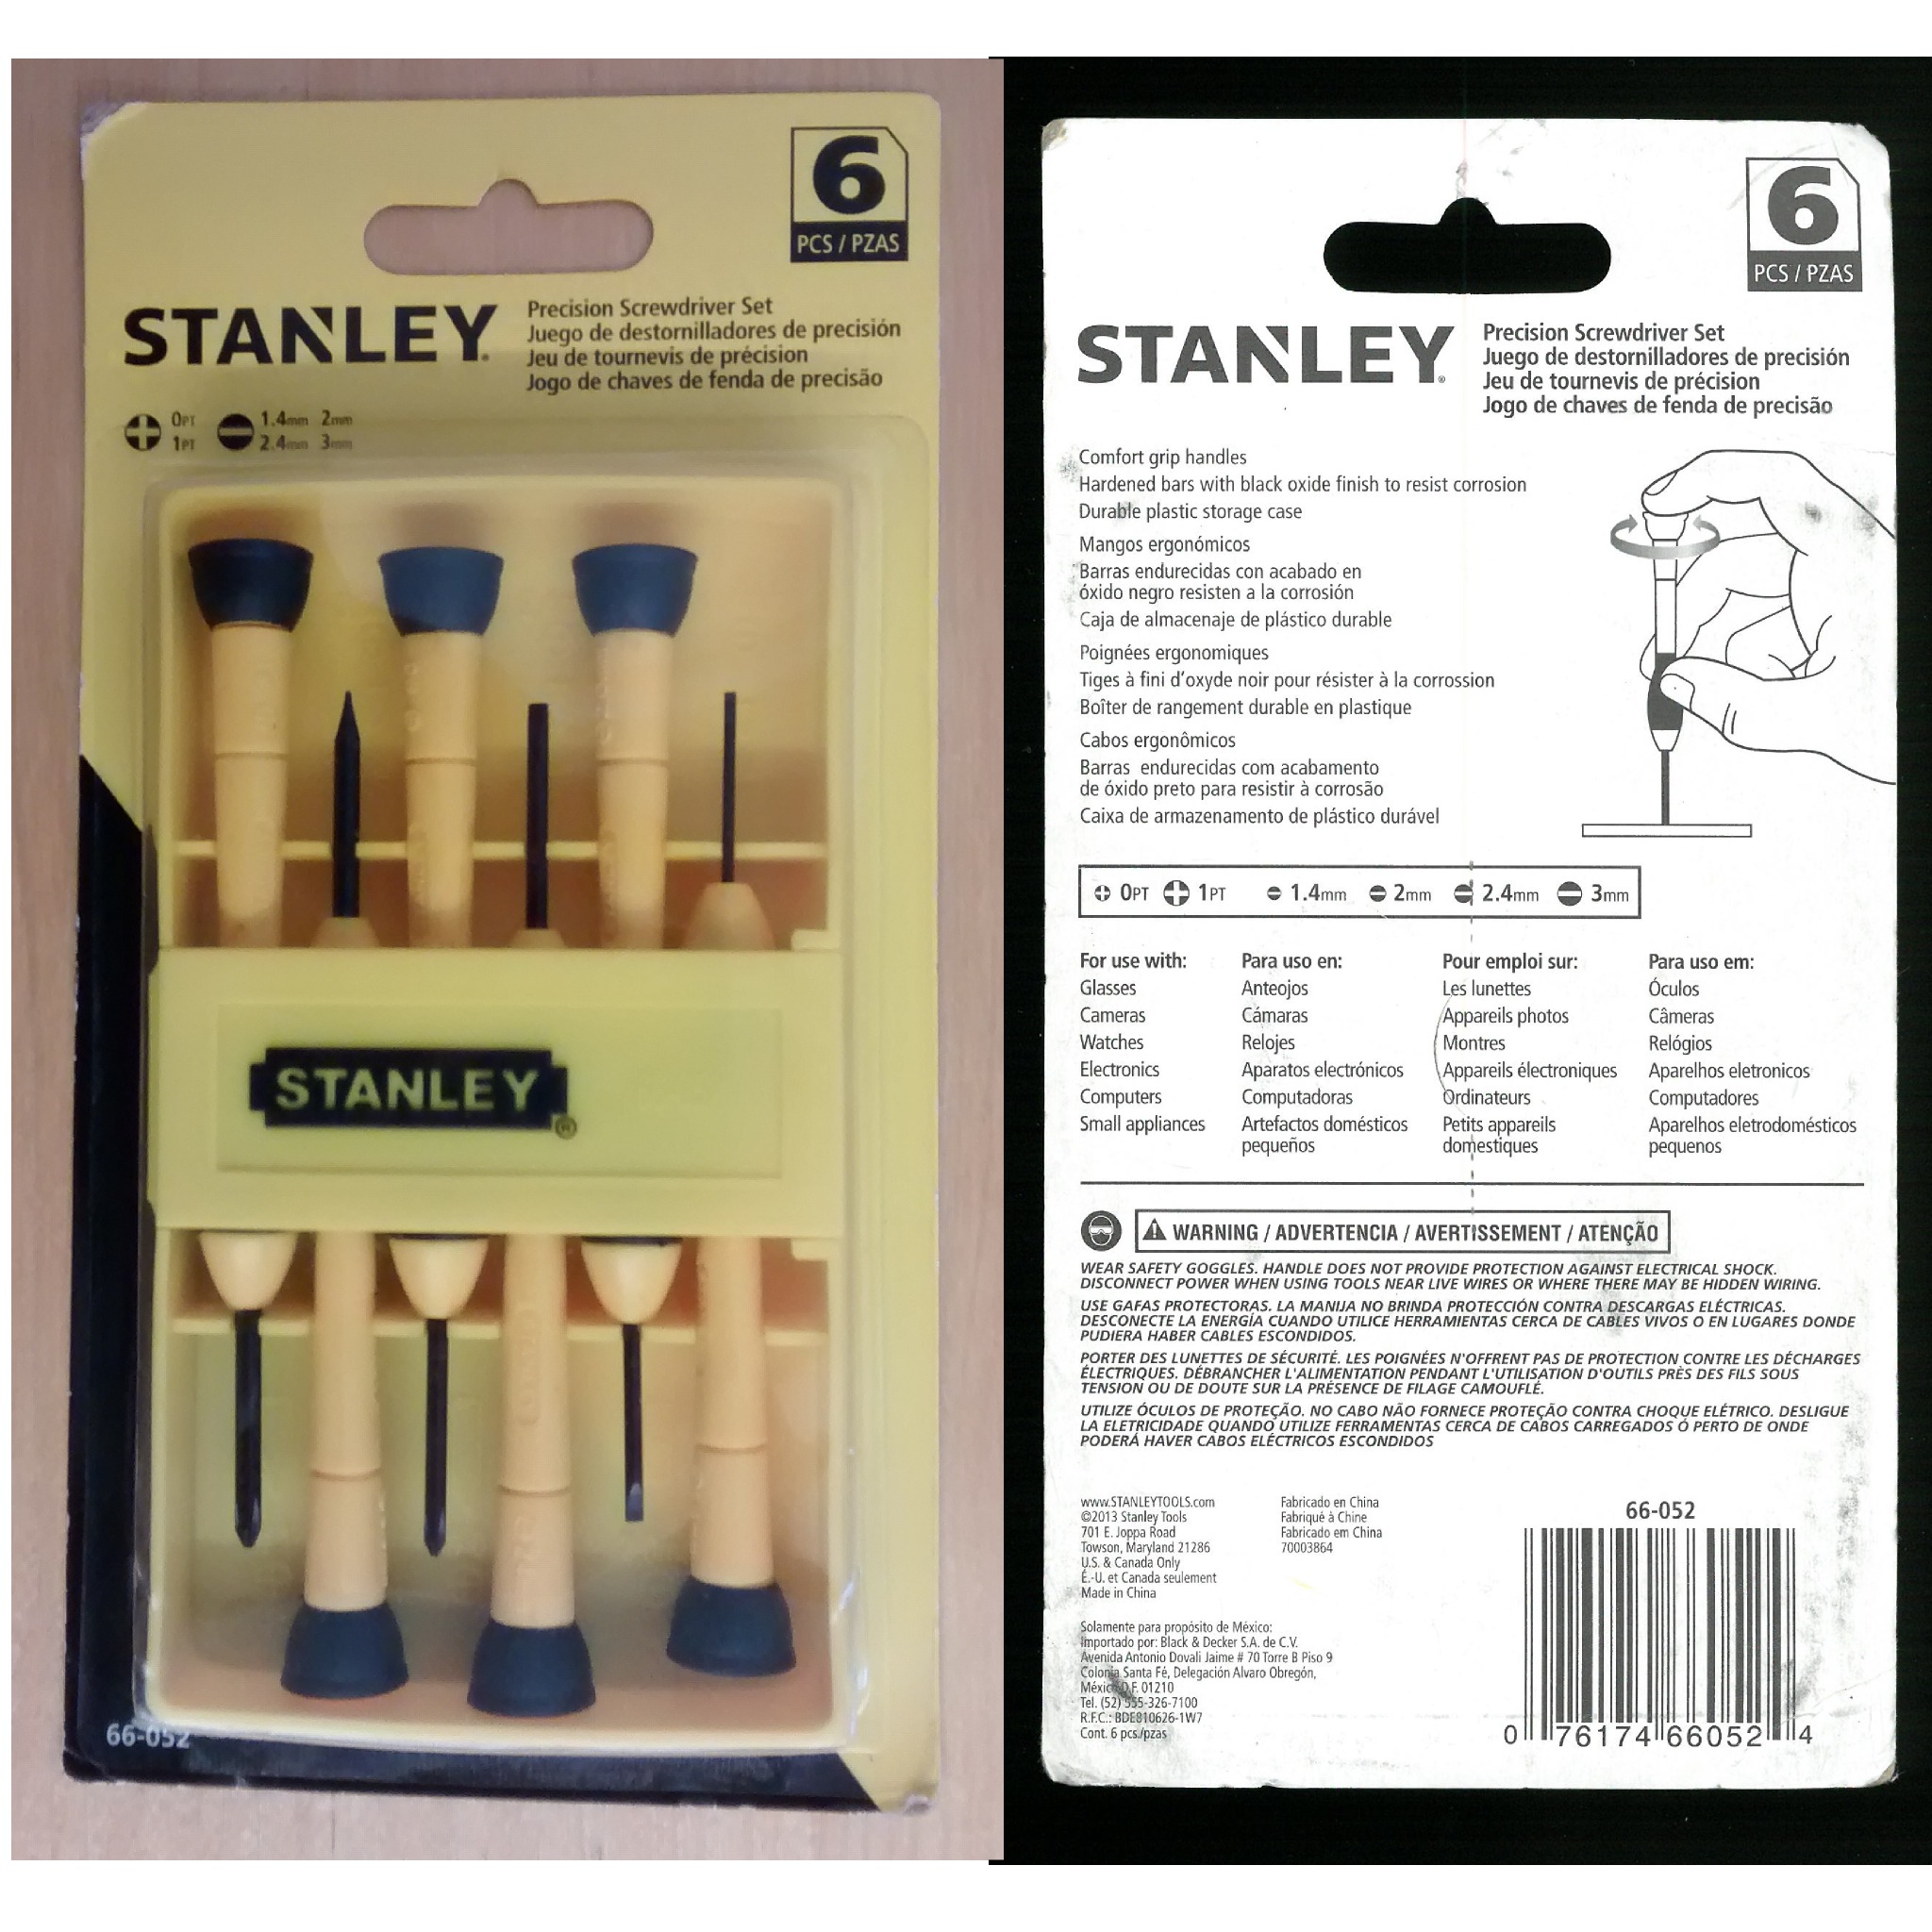 6
PCS / PZAS
STANLEY®
Precision Screwdriver Set
Juego de destornilladores de precisión
Jeu de tournevis de précision
Jogo de chaves de fenda de precisão
0PT 1.4mm 2mm
1PT 2.4mm 3mm
STANLEY®
66-052
6
PCS / PZAS
STANLEY®
Precision Screwdriver Set
Juego de destornilladores de precisión
Jeu de tournevis de précision
Jogo de chaves de fenda de precisão
Comfort grip handles
Hardened bars with black oxide finish to resist corrosion
Durable plastic storage case
Mangos ergonómicos
Barras endurecidas con acabado en
óxido negro resisten a la corrosión
Caja de almacenaje de plástico durable
Poignées ergonomiques
Tiges à fini d'oxyde noir pour résister à la corrossion
Boîter de rangement durable en plastique
Cabos ergonômicos
Barras endurecidas com acabamento
de óxido preto para resistir à corrosão
Caixa de armazenamento de plástico durável
0PT 1PT 1.4mm 2mm 2.4mm 3mm
For use with:
Glasses
Cameras
Watches
Electronics
Computers
Small appliances
Para uso en:
Anteojos
Cámaras
Relojes
Aparatos electrónicos
Computadoras
Artefactos domésticos
pequeños
Pour emploi sur:
Les lunettes
Appareils photos
Montres
Appareils électroniques
Ordinateurs
Petits appareils
domestiques
Para uso em:
Óculos
Câmeras
Relógios
Aparelhos eletronicos
Computadores
Aparelhos eletrodomésticos
pequenos
WARNING / ADVERTENCIA / AVERTISSEMENT / ATENÇÃO
WEAR SAFETY GOGGLES. HANDLE DOES NOT PROVIDE PROTECTION AGAINST ELECTRICAL SHOCK.
DISCONNECT POWER WHEN USING TOOLS NEAR LIVE WIRES OR WHERE THERE MAY BE HIDDEN WIRING.
USE GAFAS PROTECTORAS. LA MANIJA NO BRINDA PROTECCIÓN CONTRA DESCARGAS ELÉCTRICAS.
DESCONECTE LA ENERGÍA CUANDO UTILICE HERRAMIENTAS CERCA DE CABLES VIVOS O EN LUGARES DONDE
PUDIERA HABER CABLES ESCONDIDOS.
PORTER DES LUNETTES DE SÉCURITÉ. LES POIGNÉES N'OFFRENT PAS DE PROTECTION CONTRE LES DÉCHARGES
ÉLECTRIQUES. DÉBRANCHER L'ALIMENTATION PENDANT L'UTILISATION D'OUTILS PRÈS DES FILS SOUS
TENSION OU DE DOUTE SUR LA PRÉSENCE DE FILAGE CAMOUFLÉ.
UTILIZE ÓCULOS DE PROTEÇÃO. NO CABO NÃO FORNECE PROTEÇÃO CONTRA CHOQUE ELÉTRICO. DESLIGUE
LA ELETRICIDADE QUANDO UTILIZE FERRAMENTAS CERCA DE CABOS CARREGADOS Ó PERTO DE ONDE
PODERÁ HAVER CABOS ELÉCTRICOS ESCONDIDOS
www.STANLEYTOOLS.com
©2013 Stanley Tools
701 E. Joppa Road
Towson, Maryland 21286
U.S. & Canada Only
É.-U. et Canada seulement
Made in China
Fabricado en China
Fabriqué à Chine
Fabricado em China
70003864
Solamente para propósito de México:
Importado por: Black & Decker S.A. de C.V.
Avenida Antonio Dovali Jaime # 70 Torre B Piso 9
Colonia Santa Fé, Delegación Alvaro Obregón,
México D.F. 01210
Tel. (52) 555-326-7100
R.F.C.: BDE810626-1W7
Cont. 6 pcs./pzas
66-052
0 76174 66052 4